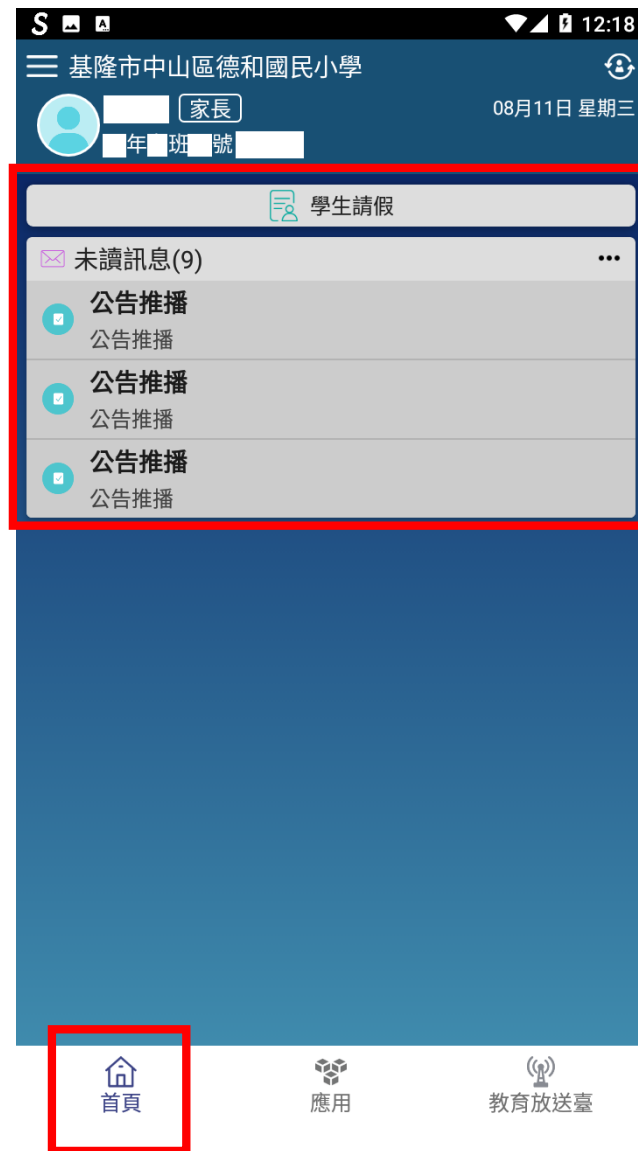 S 12:18
基隆市中山區德和國民小學
家長 08月11日 星期三
年 班 號
學生請假
未讀訊息(9)
公告推播
公告推播
公告推播
公告推播
公告推播
公告推播
首頁 應用 教育放送臺